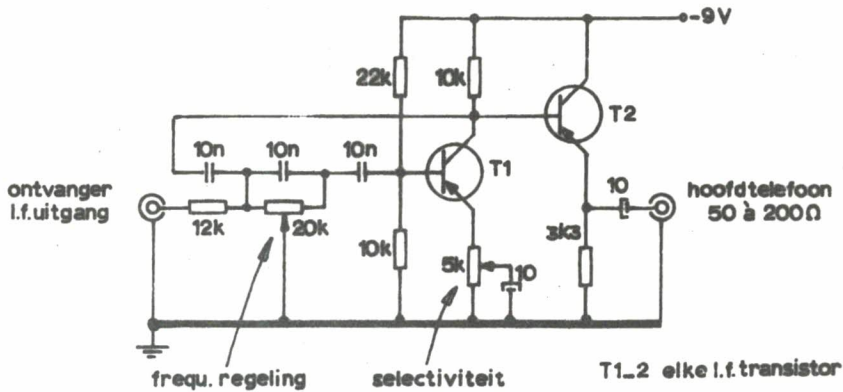 -9V
22k
10k
T2
10n
10n
10n
T1
ontvanger
l.f.uitgang
10
hoofdtelefoon
50 à 200Ω
12k
20k
10k
5k
10
3k3
frequ. regeling
selectiviteit
T1_2 elke l.f. transistor